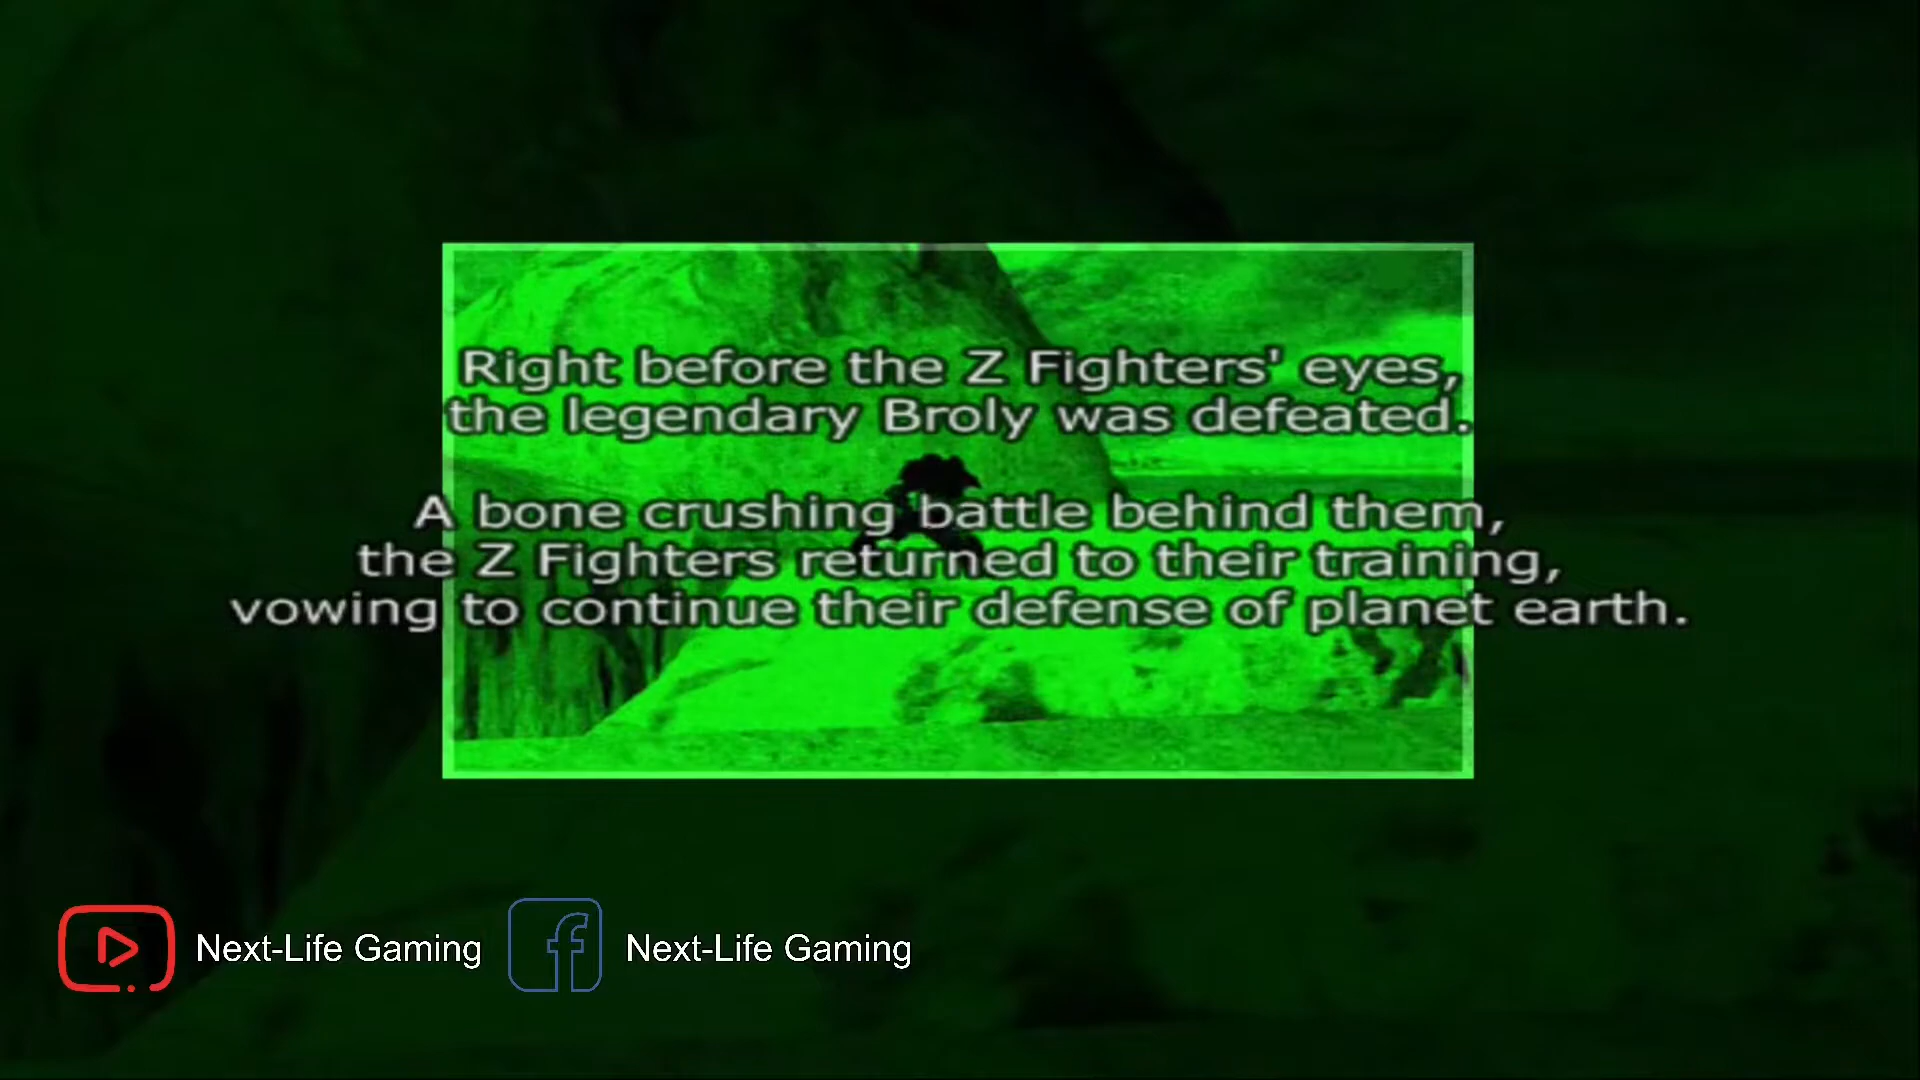 Right before the Z Fighters' eyes,
the legendary Broly was defeated.
A bone crushing battle behind them,
the Z Fighters returned to their training,
vowing to continue their defense of planet earth.
Next-Life Gaming
Next-Life Gaming